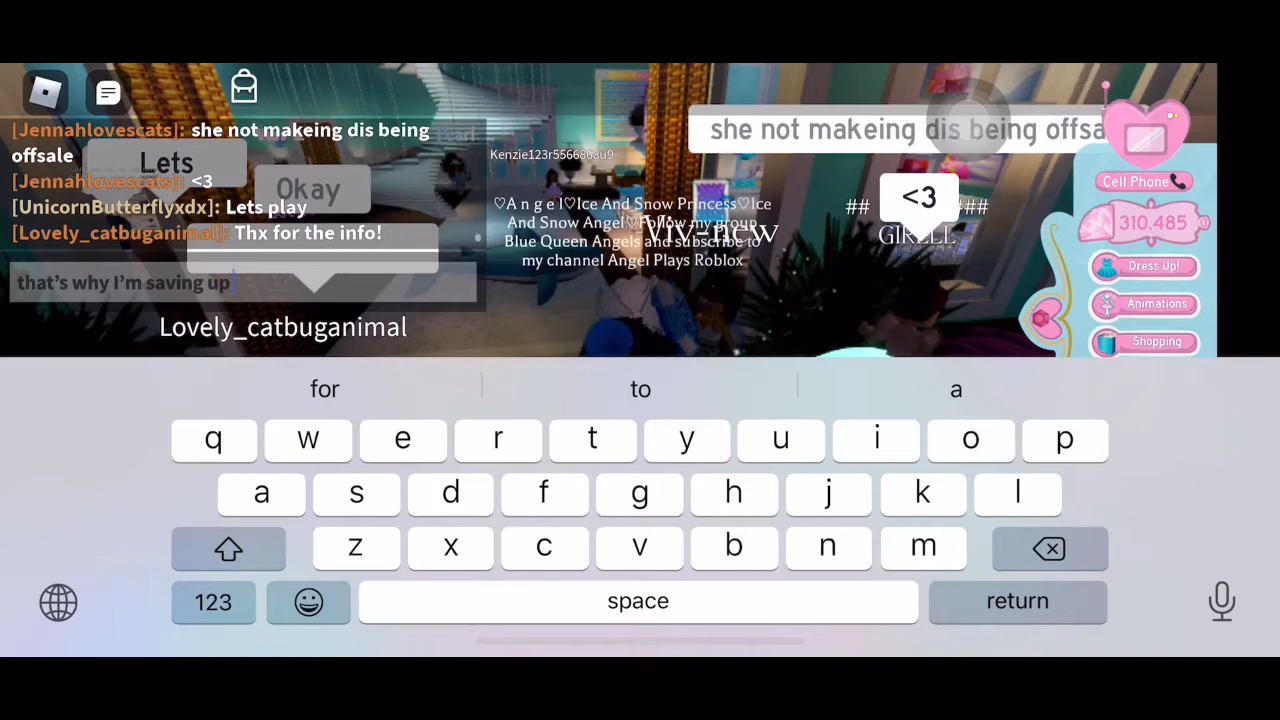 [Jennahlovescats]: she not makeing dis being
offsale
[Jennahlovescats]: <3
[UnicornButterflyxdx]: Lets play
[Lovely_catbuganimal]: Thx for the info!
that’s why I’m saving up
Lets
Okay
Lovely_catbuganimal
♡A n g e l♡Ice And Snow Princess♡Ice
And Snow Angel♡Follow my group
Blue Queen Angels and subscribe to
my channel Angel Plays Roblox
she not makeing dis being offsa
<3
##
###
GIRLLL
Cell Phone
310,485
Dress Up!
Animations
Shopping
for to a
q w e r t y u i o p
a s d f g h j k l
z x c v b n m
123 space return